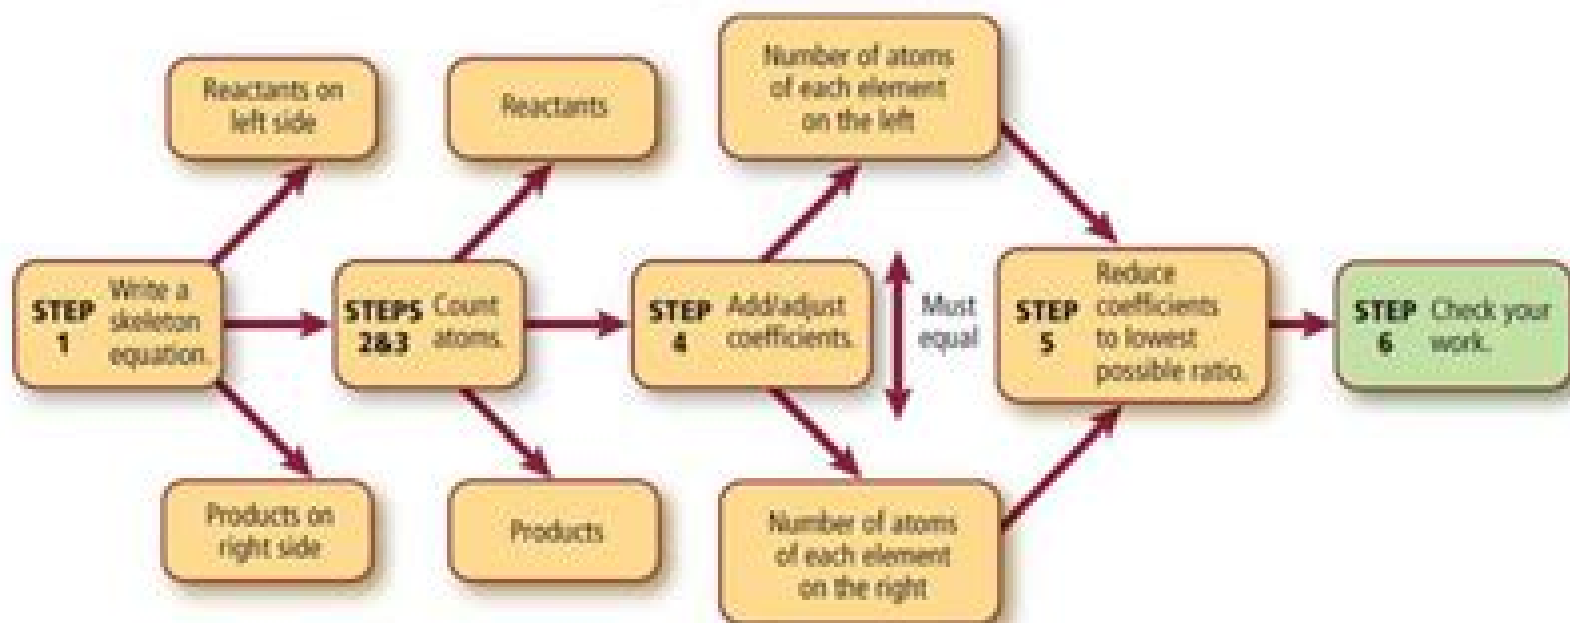 Reactants on
left side
Reactants
Number of atoms
of each element
on the left
STEP
1
Write a
skeleton
equation.
STEPS
2&3
Count
atoms.
STEP
4
Add/adjust
coefficients.
Must
equal
STEP
5
Reduce
coefficients
to lowest
possible ratio.
STEP
6
Check your
work.
Products on
right side
Products
Number of atoms
of each element
on the right